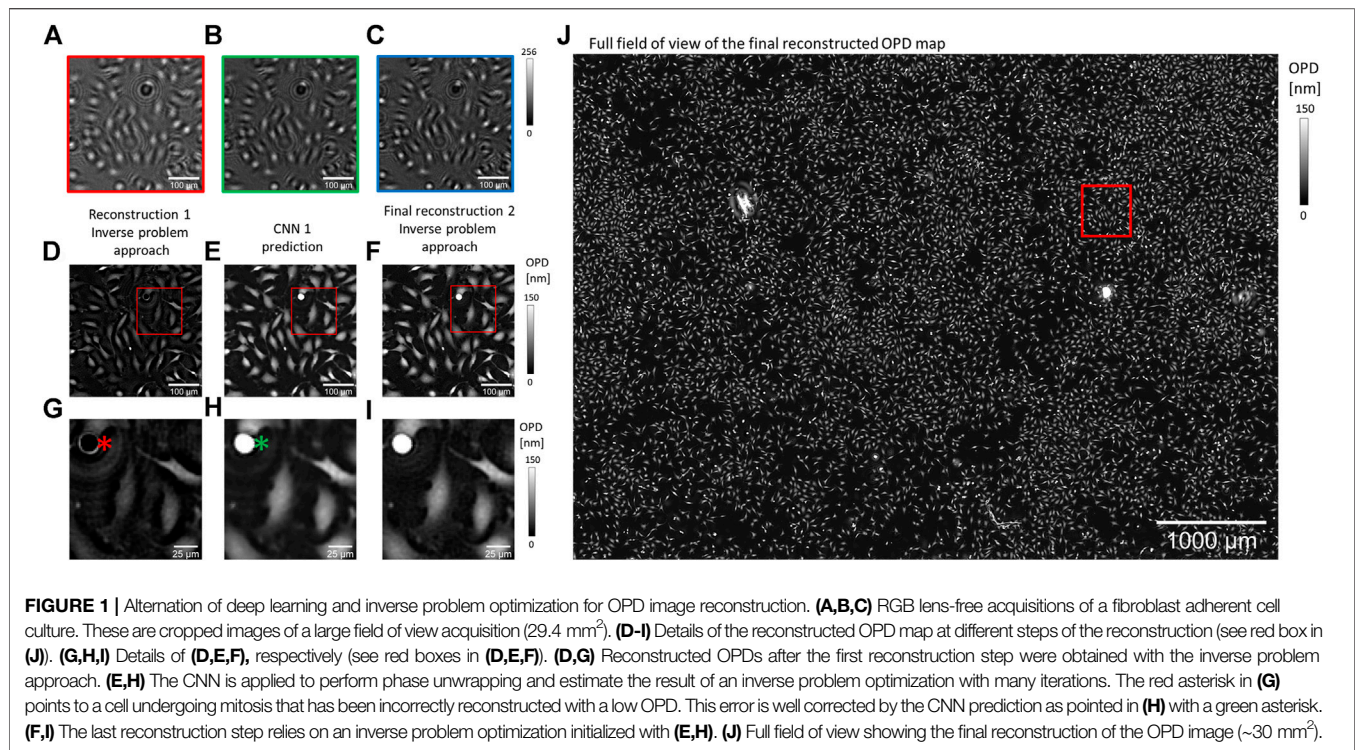 A
B
C
J
Full field of view of the final reconstructed OPD map
256
0
100 µm
100 µm
100 µm
OPD
[nm]
150
0
Reconstruction 1
Inverse problem
approach
CNN 1
prediction
Final reconstruction 2
Inverse problem
approach
D
E
F
OPD
[nm]
150
0
100 µm
100 µm
100 µm
G
H
I
OPD
[nm]
150
0
*
*
25 µm
25 µm
25 µm
1000 µm
FIGURE 1 | Alternation of deep learning and inverse problem optimization for OPD image reconstruction. (A,B,C) RGB lens-free acquisitions of a fibroblast adherent cell
culture. These are cropped images of a large field of view acquisition (29.4 mm²). (D-I) Details of the reconstructed OPD map at different steps of the reconstruction (see red box in
(J)). (G,H,I) Details of (D,E,F), respectively (see red boxes in (D,E,F)). (D,G) Reconstructed OPDs after the first reconstruction step were obtained with the inverse problem
approach. (E,H) The CNN is applied to perform phase unwrapping and estimate the result of an inverse problem optimization with many iterations. The red asterisk in (G)
points to a cell undergoing mitosis that has been incorrectly reconstructed with a low OPD. This error is well corrected by the CNN prediction as pointed in (H) with a green asterisk.
(F,I) The last reconstruction step relies on an inverse problem optimization initialized with (E,H). (J) Full field of view showing the final reconstruction of the OPD image (~30 mm²).